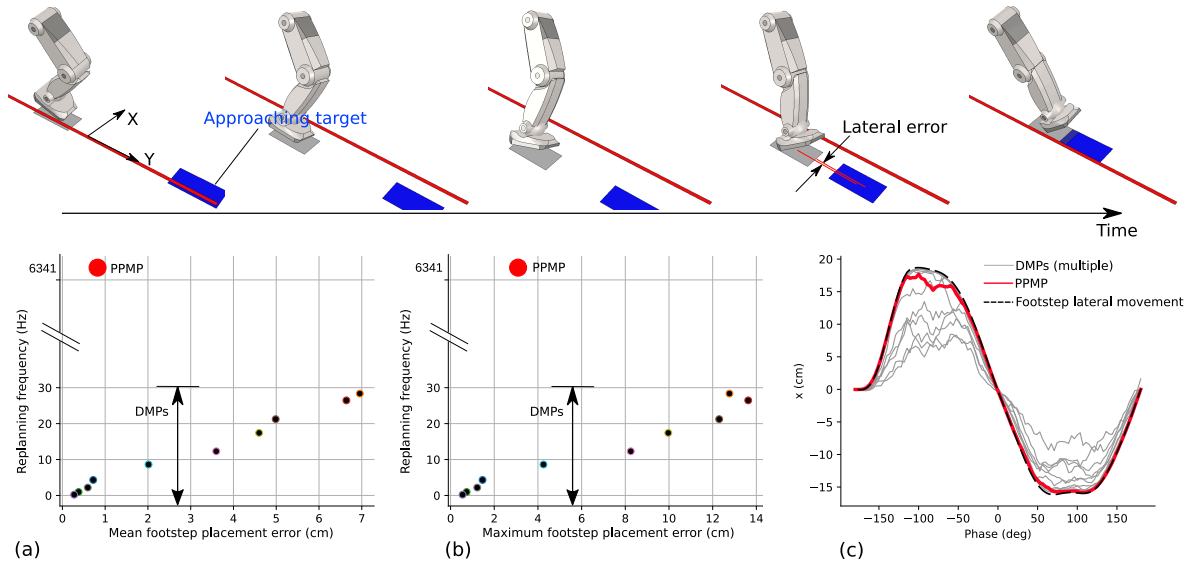 X
Y
Approaching target
Lateral error
Time
6341
PPMP
30
20
10
0
DMPs
Replanning frequency (Hz)
0 1 2 3 4 5 6 7
Mean footstep placement error (cm)
(a)
6341
PPMP
30
20
10
0
DMPs
Replanning frequency (Hz)
0 2 4 6 8 10 12 14
Maximum footstep placement error (cm)
(b)
20
15
10
5
0
−5
−10
−15
x (cm)
DMPs (multiple)
PPMP
Footstep lateral movement
−150 −100 −50 0 50 100 150
Phase (deg)
(c)